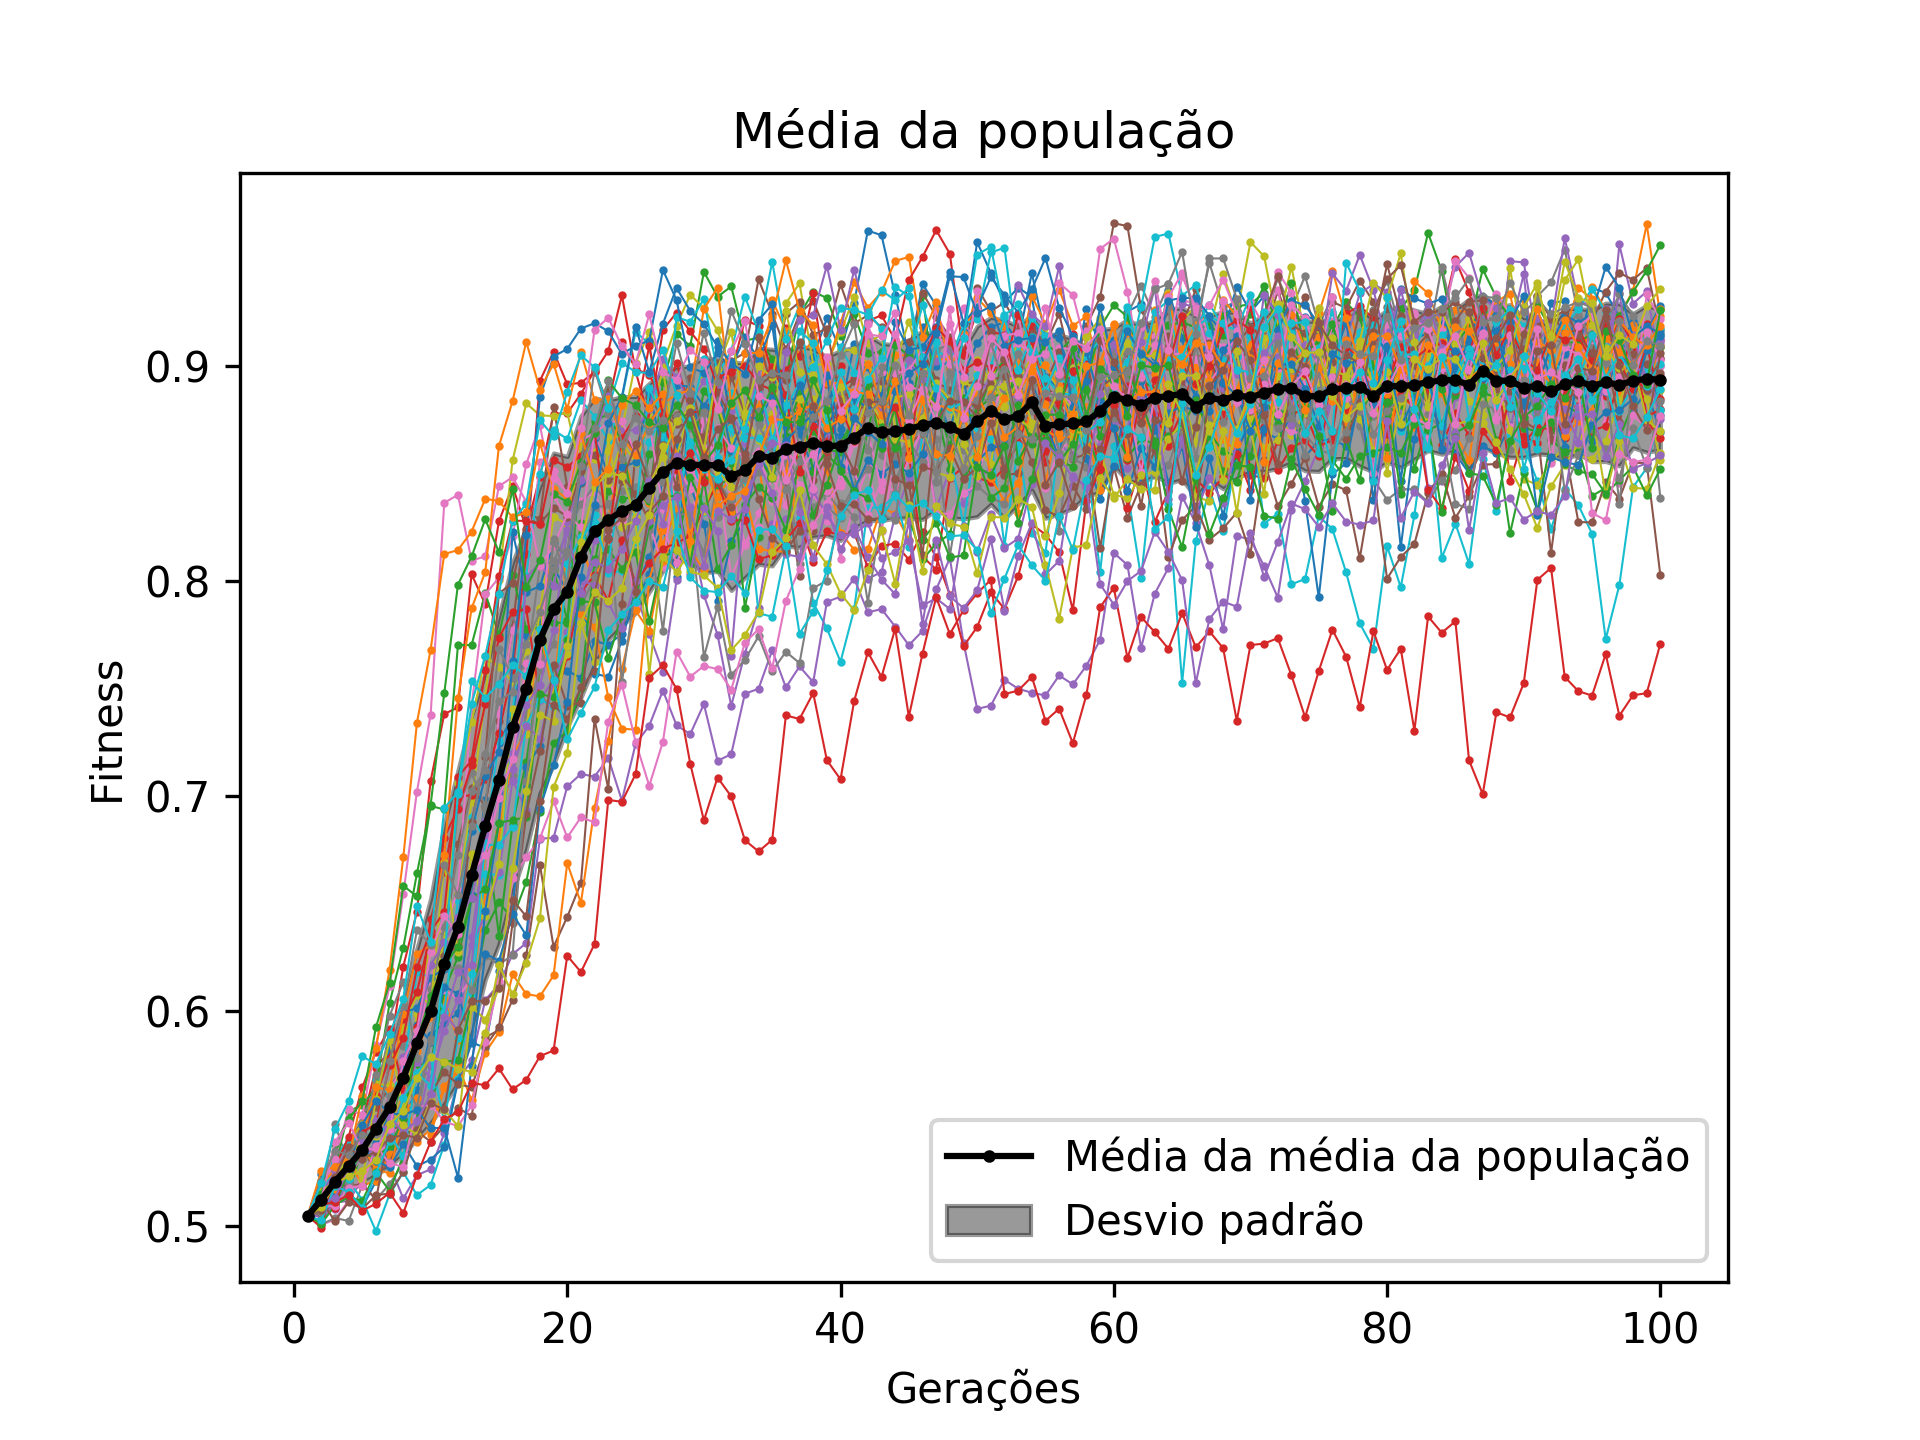 Média da população
Fitness
0.9
0.8
0.7
0.6
0.5
0 20 40 60 80 100
Gerações
Média da média da população
Desvio padrão